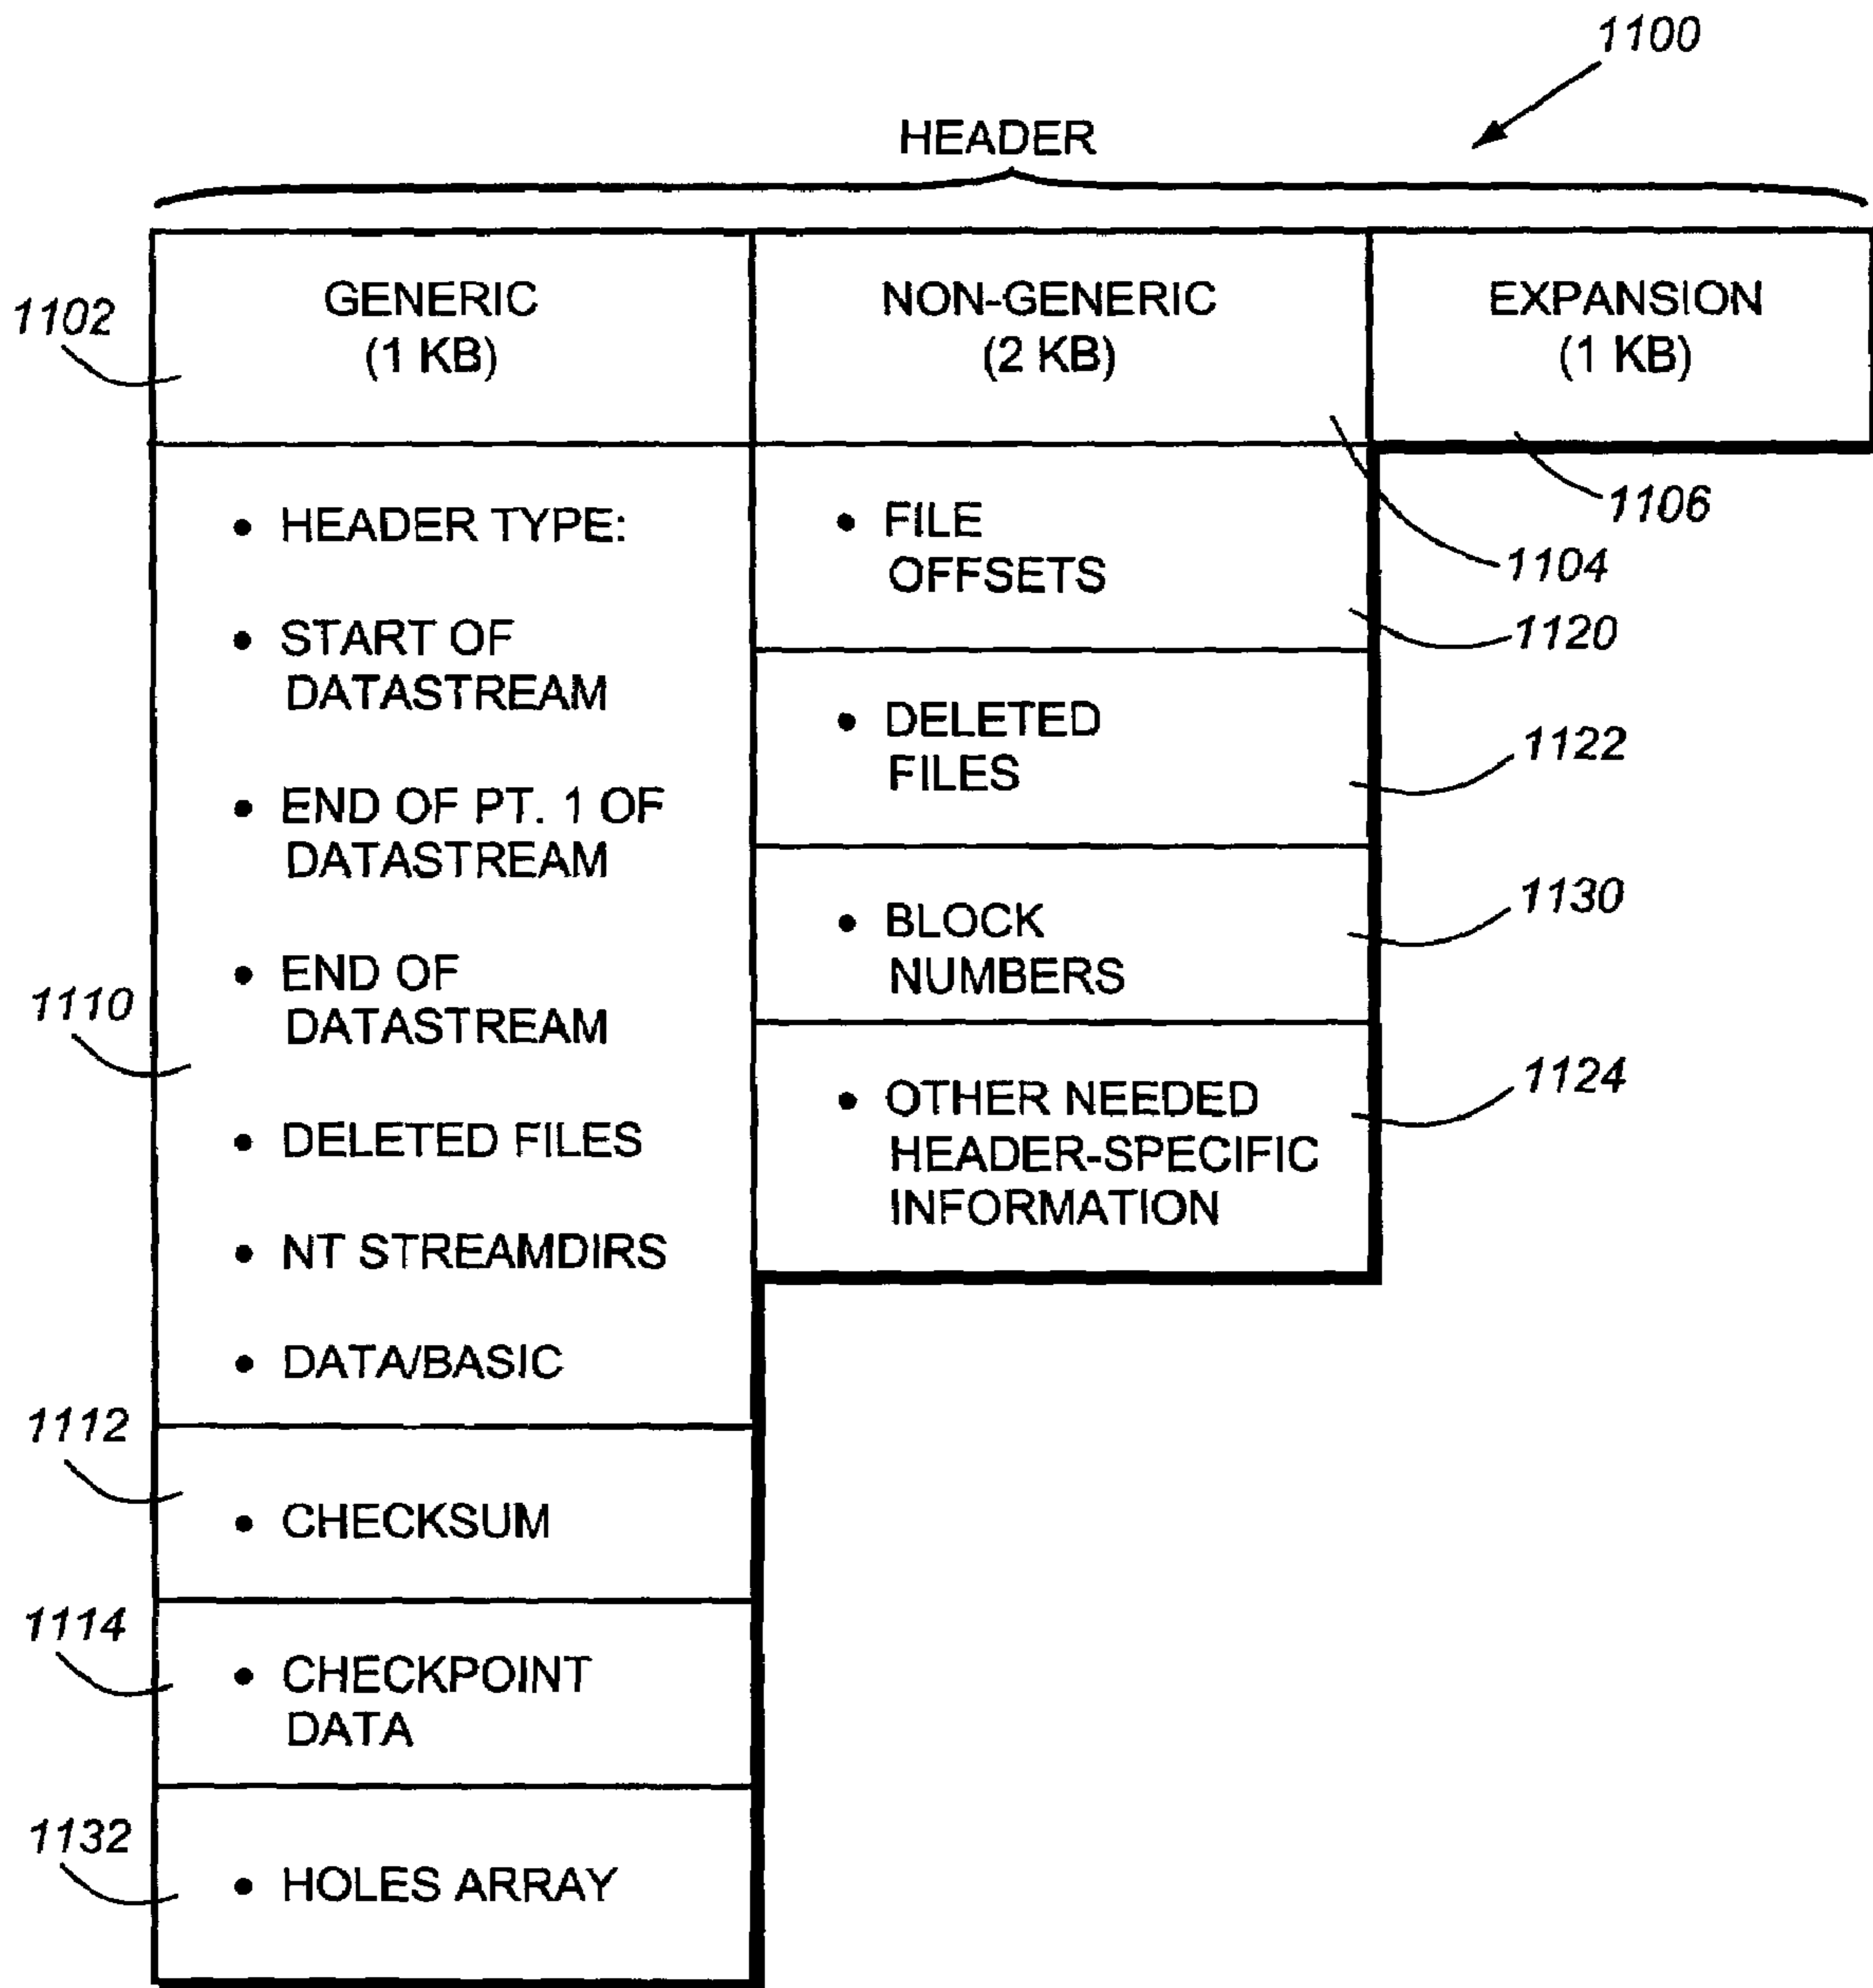 1100
HEADER
1102
GENERIC
(1 KB)
NON-GENERIC
(2 KB)
EXPANSION
(1 KB)
1106
1104
1110
• HEADER TYPE:
• START OF
DATASTREAM
• END OF PT. 1 OF
DATASTREAM
• END OF
DATASTREAM
• DELETED FILES
• NT STREAMDIRS
• DATA/BASIC
1112
• CHECKSUM
1114
• CHECKPOINT
DATA
1132
• HOLES ARRAY
• FILE
OFFSETS
1120
• DELETED
FILES
1122
• BLOCK
NUMBERS
1130
• OTHER NEEDED
HEADER-SPECIFIC
INFORMATION
1124